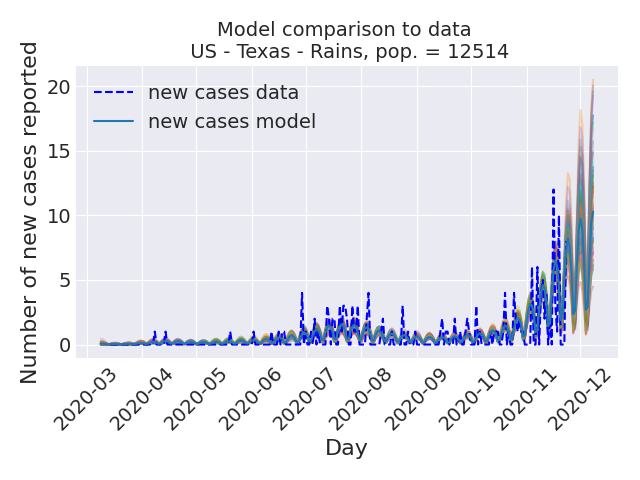 Model comparison to data
US - Texas - Rains, pop. = 12514
Number of new cases reported
20
15
10
5
0
new cases data
new cases model
2020-03
2020-04
2020-05
2020-06
2020-07
2020-08
2020-09
2020-10
2020-11
2020-12
Day